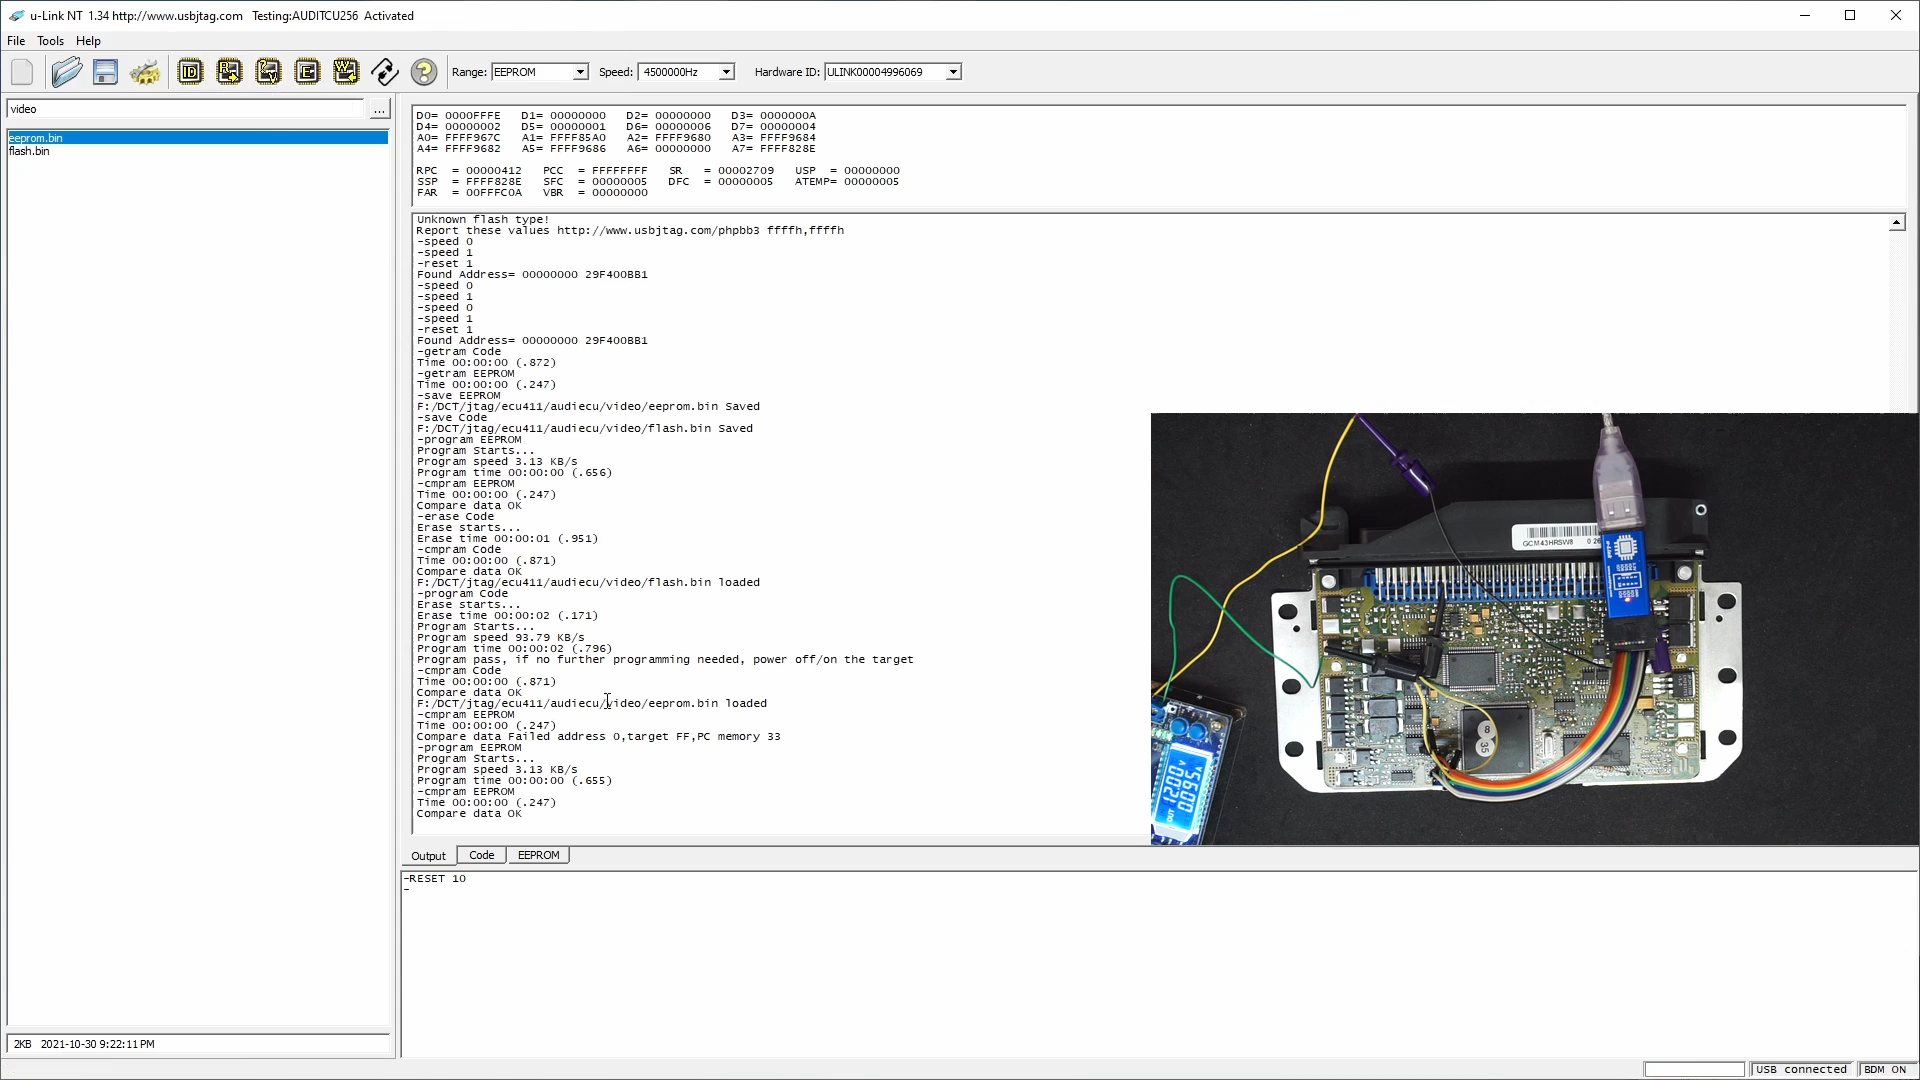 u-Link NT 1.34 http://www.usbjtag.com Testing:AUDITCU256 Activated
File Tools Help
Range: EEPROM Speed: 4500000Hz Hardware ID: ULINK00004996069
video ...
eeprom.bin
flash.bin
D0= 0000FFFE D1= 00000000 D2= 00000000 D3= 0000000A
D4= 00000002 D5= 00000001 D6= 00000006 D7= 00000004
A0= FFFF967C A1= FFFF85A0 A2= FFFF9680 A3= FFFF9684
A4= FFFF9682 A5= FFFF9686 A6= 00000000 A7= FFFF828E
RPC = 00000412 PCC = FFFFFFFF SR = 00002709 USP = 00000000
SSP = FFFF828E SFC = 00000005 DFC = 00000005 ATEMP= 00000005
FAR = 00FFFC0A VBR = 00000000
Unknown flash type!
Report these values http://www.usbjtag.com/phpbb3 ffffh,ffffh
-speed 0
-speed 1
-reset 1
Found Address= 00000000 29F400BB1
-speed 0
-speed 1
-speed 0
-speed 1
-reset 1
Found Address= 00000000 29F400BB1
-getram Code
Time 00:00:00 (.872)
-getram EEPROM
Time 00:00:00 (.247)
-save EEPROM
F:/DCT/jtag/ecu411/audiecu/video/eeprom.bin Saved
-save Code
F:/DCT/jtag/ecu411/audiecu/video/flash.bin Saved
-program EEPROM
Program Starts...
Program speed 3.13 KB/s
Program time 00:00:00 (.656)
-cmpram EEPROM
Time 00:00:00 (.247)
Compare data OK
-erase Code
Erase starts...
Erase time 00:00:01 (.951)
-cmpram Code
Time 00:00:00 (.871)
Compare data OK
F:/DCT/jtag/ecu411/audiecu/video/flash.bin loaded
-program Code
Erase starts...
Erase time 00:00:02 (.171)
Program Starts...
Program speed 93.79 KB/s
Program time 00:00:02 (.796)
Program pass, if no further programming needed, power off/on the target
-cmpram Code
Time 00:00:00 (.871)
Compare data OK
F:/DCT/jtag/ecu411/audiecu/video/eeprom.bin loaded
-cmpram EEPROM
Time 00:00:00 (.247)
Compare data Failed address 0,target FF,PC memory 33
-program EEPROM
Program Starts...
Program speed 3.13 KB/s
Program time 00:00:00 (.655)
-cmpram EEPROM
Time 00:00:00 (.247)
Compare data OK
GCM43HRSW8 0 26
8
35
12.00 V
0.095 A
OUT
Output Code EEPROM
-RESET 10
-
2KB 2021-10-30 9:22:11 PM
USB connected BDM ON